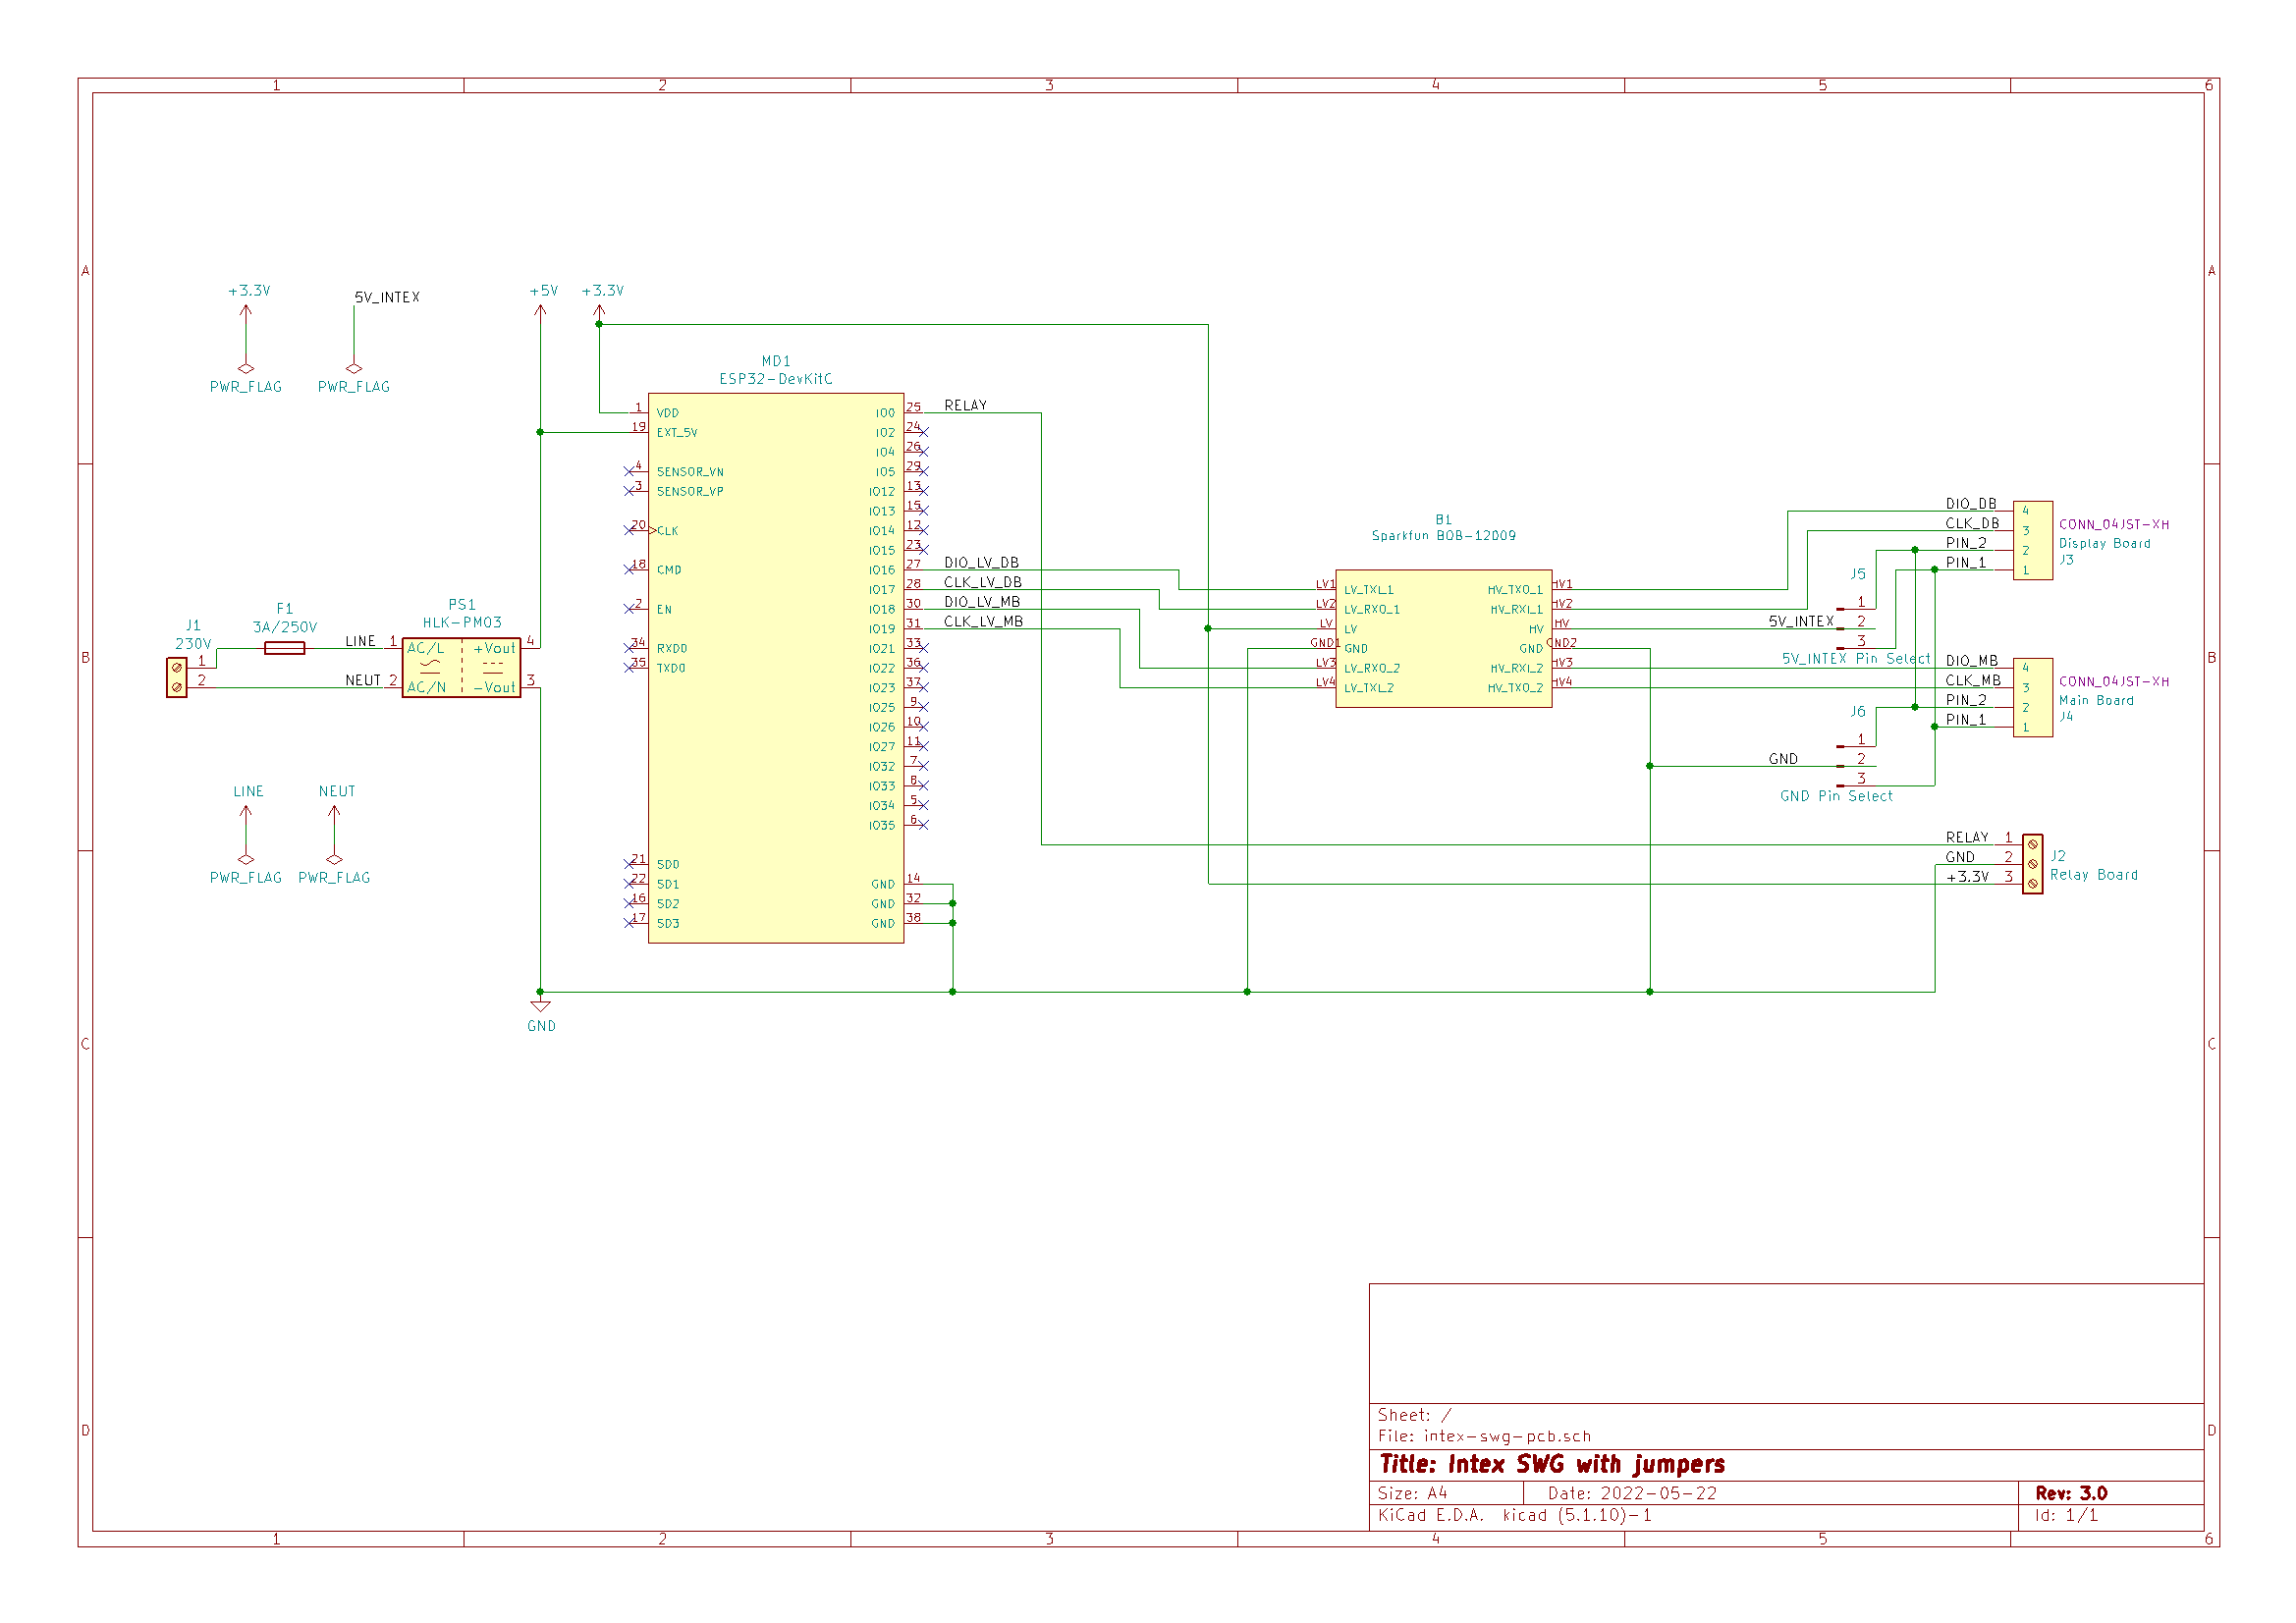 1 2 3 4 5 6
A A
+3.3V 5V_INTEX +5V +3.3V
PWR_FLAG PWR_FLAG
MD1
ESP32-DevKitC
1 VDD IO0 25 RELAY
19 EXT_5V IO2 24
IO4 26
4 SENSOR_VN IO5 29
3 SENSOR_VP IO12 13
IO13 15
20 CLK IO14 12
IO15 23
18 CMD IO16 27 DIO_LV_DB
IO17 28 CLK_LV_DB
2 EN IO18 30 DIO_LV_MB
IO19 31 CLK_LV_MB
34 RXD0 IO21 33
35 TXD0 IO22 36
IO23 37
IO25 9
IO26 10
IO27 11
IO32 7
IO33 8
IO34 5
IO35 6
21 SD0
22 SD1 GND 14
16 SD2 GND 32
17 SD3 GND 38
B B
J1
230V
1
2
F1
3A/250V
LINE
NEUT
PS1
HLK-PM03
1 AC/L +Vout 4
2 AC/N -Vout 3
LINE NEUT
PWR_FLAG PWR_FLAG
GND
B1
Sparkfun BOB-12009
LV1 LV_TXI_1 HV_TXO_1 HV1
LV2 LV_RXO_1 HV_RXI_1 HV2
LV LV HV HV
GND1 GND GND GND2
LV3 LV_RXO_2 HV_RXI_2 HV3
LV4 LV_TXI_2 HV_TXO_2 HV4
DIO_DB 4
CLK_DB 3
PIN_2 2
PIN_1 1
CONN_04JST-XH
Display Board
J3
J5
1
5V_INTEX 2
3
5V_INTEX Pin Select
DIO_MB 4
CLK_MB 3
PIN_2 2
PIN_1 1
CONN_04JST-XH
Main Board
J4
J6
1
GND 2
3
GND Pin Select
RELAY 1
GND 2
+3.3V 3
J2
Relay Board
C C
D D
Sheet: /
File: intex-swg-pcb.sch
Title: Intex SWG with jumpers
Size: A4 Date: 2022-05-22 Rev: 3.0
KiCad E.D.A. kicad (5.1.10)-1 Id: 1/1
1 2 3 4 5 6